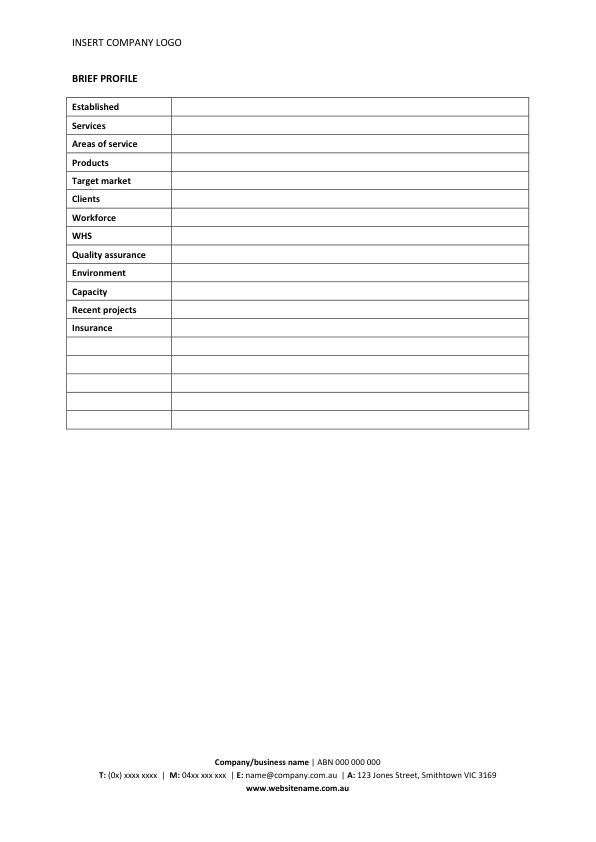 INSERT COMPANY LOGO
BRIEF PROFILE
Established
Services
Areas of service
Products
Target market
Clients
Workforce
WHS
Quality assurance
Environment
Capacity
Recent projects
Insurance
Company/business name | ABN 000 000 000
T: (0x) xxxx xxxx | M: 04xx xxx xxx | E: name@company.com.au | A: 123 Jones Street, Smithtown VIC 3169
www.websitename.com.au